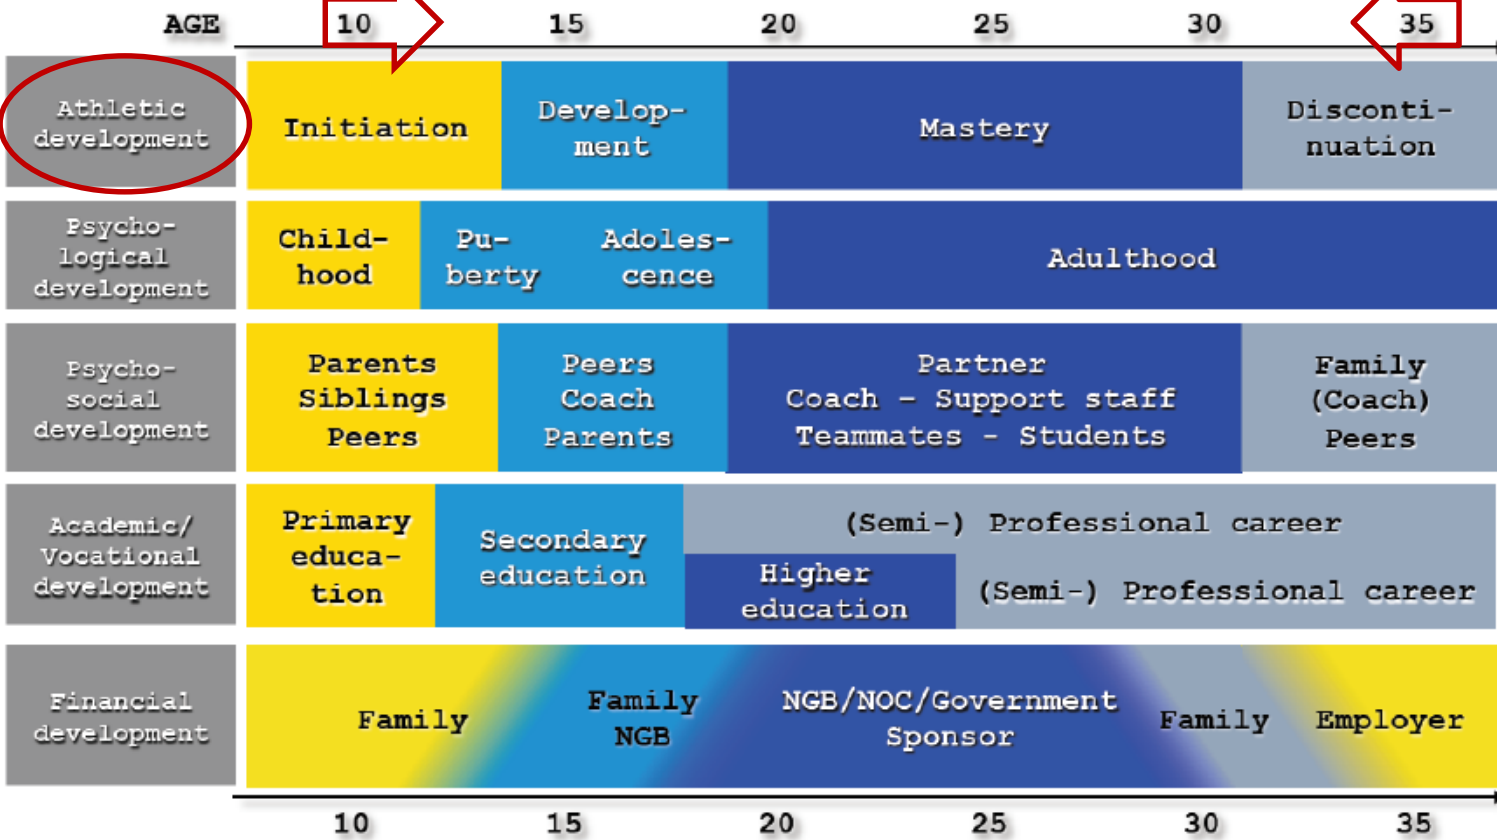 AGE 10 15 20 25 30 35
Athletic
development
Initiation
Develop-
ment
Mastery
Disconti-
nuation
Psycho-
logical
development
Child-
hood
Pu-
berty
Adoles-
cence
Adulthood
Psycho-
social
development
Parents
Siblings
Peers
Peers
Coach
Parents
Partner
Coach - Support staff
Teammates - Students
Family
(Coach)
Peers
Academic/
Vocational
development
Primary
educa-
tion
Secondary
education
(Semi-) Professional career
Higher
education
(Semi-) Professional career
Financial
development
Family
Family
NGB
NGB/NOC/Government
Sponsor
Family
Employer
10 15 20 25 30 35